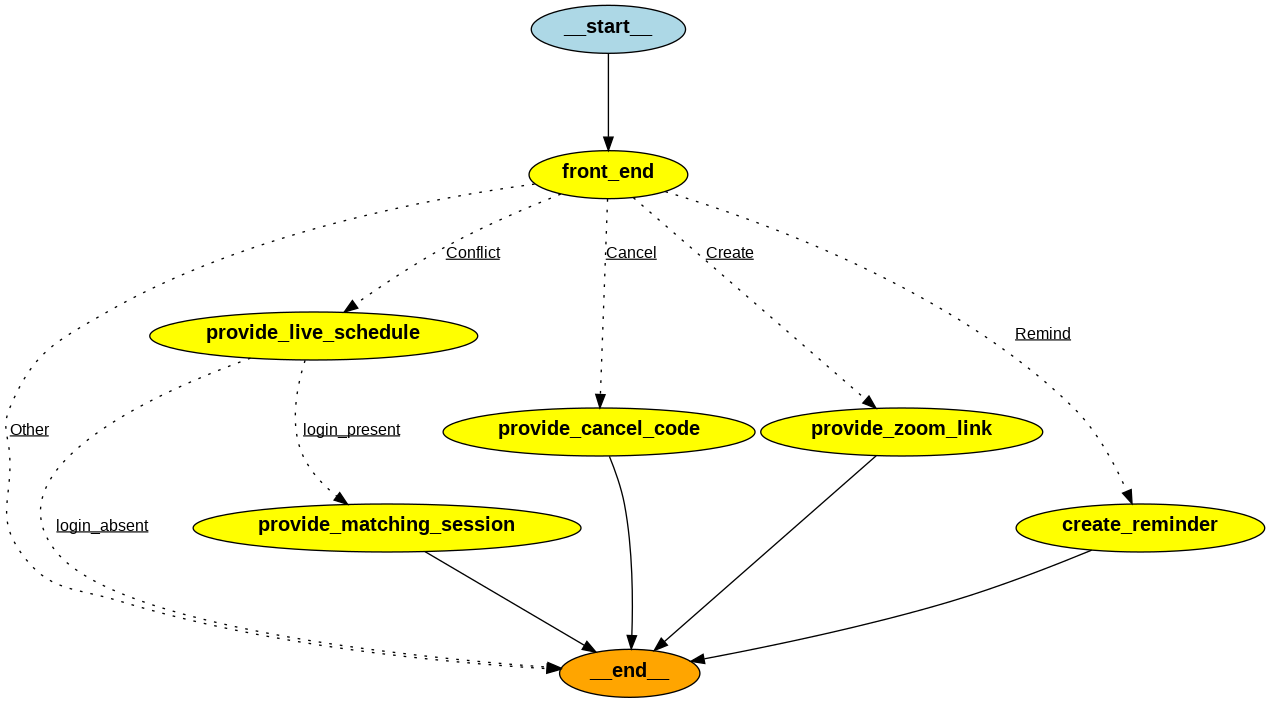 __start__
front_end
Conflict
Cancel
Create
provide_live_schedule
Remind
Other
login_present
provide_cancel_code
provide_zoom_link
login_absent
provide_matching_session
create_reminder
__end__